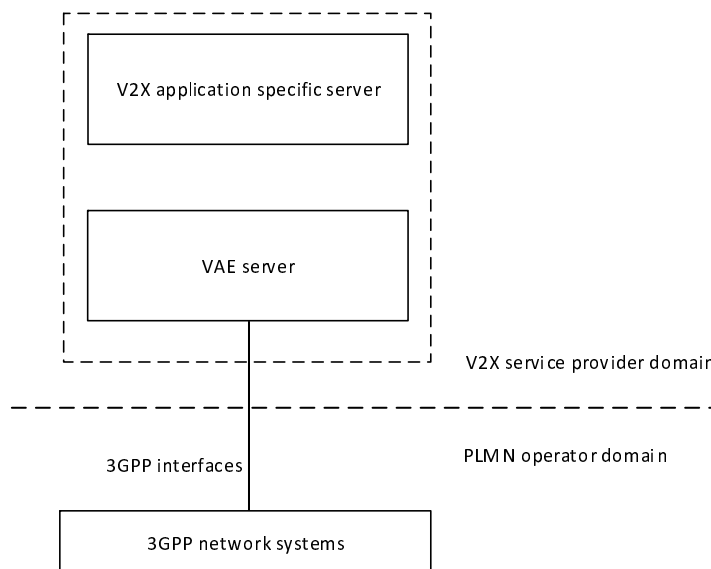 V2X application specific server
VAE server
V2X service provider domain
3GPP interfaces
PLMN operator domain
3GPP network systems